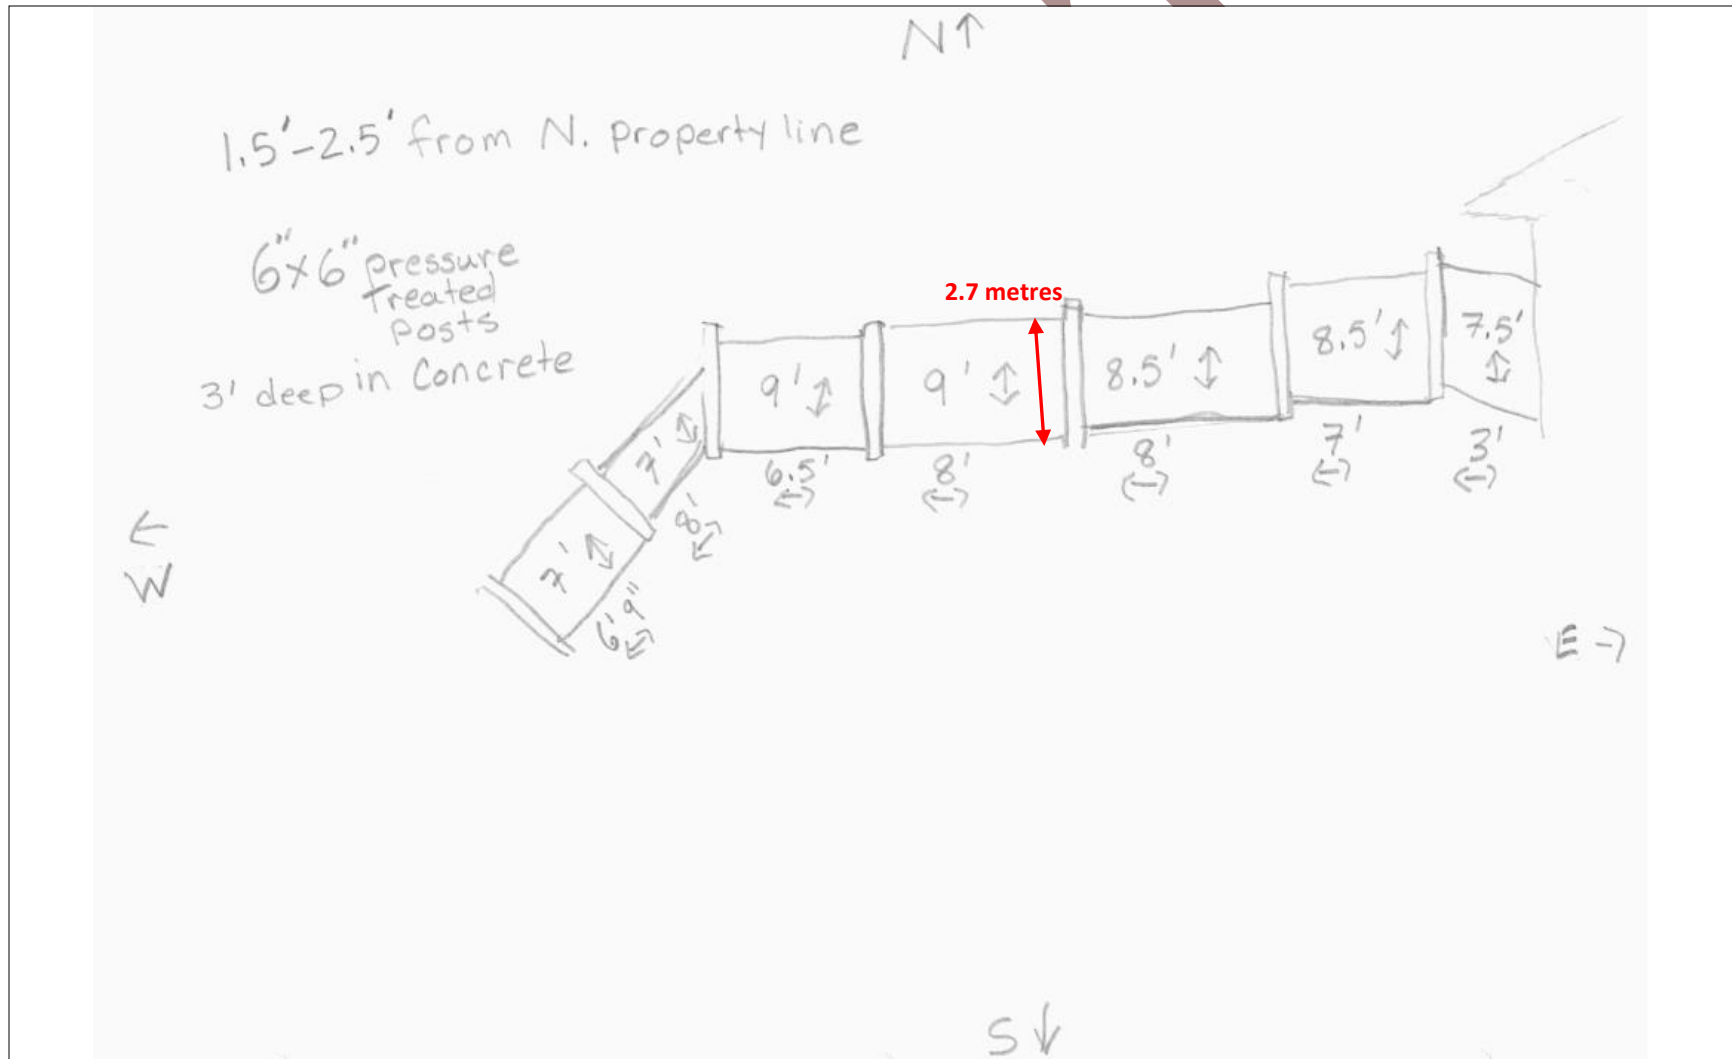 N↑
1.5'-2.5' from N. property line
6"x6" pressure
Treated
posts
3' deep in Concrete
2.7 metres
7'
7'
9'
9'
8.5'
8.5'
7.5'
6'9"
8'
6.5'
8'
8'
7'
3'
←
W
E→
S↓